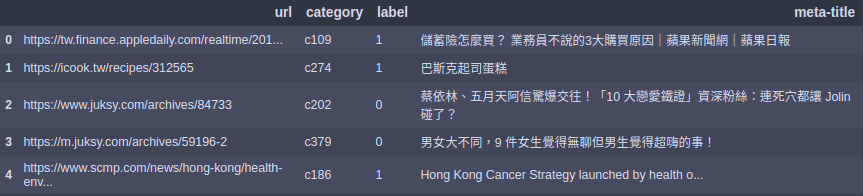 url category label meta-title
0 https://tw.finance.appledaily.com/realtime/201... c109 1 儲蓄險怎麼買？ 業務員不說的3大購買原因｜蘋果新聞網｜蘋果日報
1 https://icook.tw/recipes/312565 c274 1 巴斯克起司蛋糕
2 https://www.juksy.com/archives/84733 c202 0 蔡依林、五月天阿信驚爆交往！「10 大戀愛鐵證」資深粉絲：連死穴都讓 Jolin
碰了？
3 https://m.juksy.com/archives/59196-2 c379 0 男女大不同，9 件女生覺得無聊但男生覺得超嗨的事！
4 https://www.scmp.com/news/hong-kong/health-
env... c186 1 Hong Kong Cancer Strategy launched by health o...